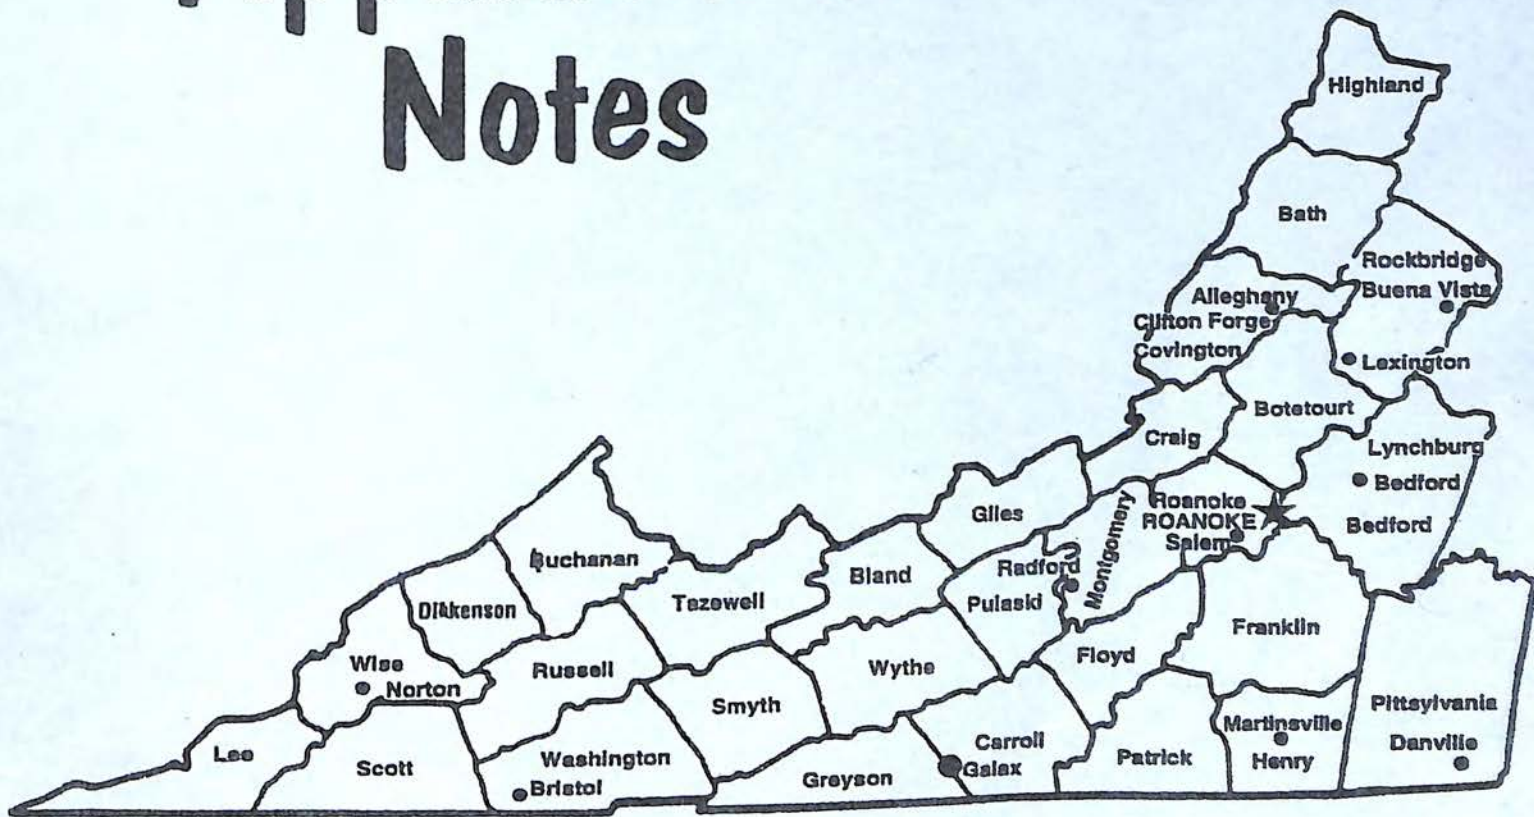 Notes
Highland
Bath
Rockbridge
Alleghany
Buena Vista
Clifton Forge
Covington
Lexington
Botetourt
Craig
Lynchburg
Bedford
Bedford
Giles
Roanoke
ROANOKE
Salem
Montgomery
Radford
Pulaski
Bland
Buchanan
Dickenson
Tazewell
Franklin
Floyd
Wythe
Russell
Wise
Norton
Smyth
Pittsylvania
Martinsville
Danville
Henry
Patrick
Carroll
Galax
Grayson
Washington
Bristol
Lee
Scott